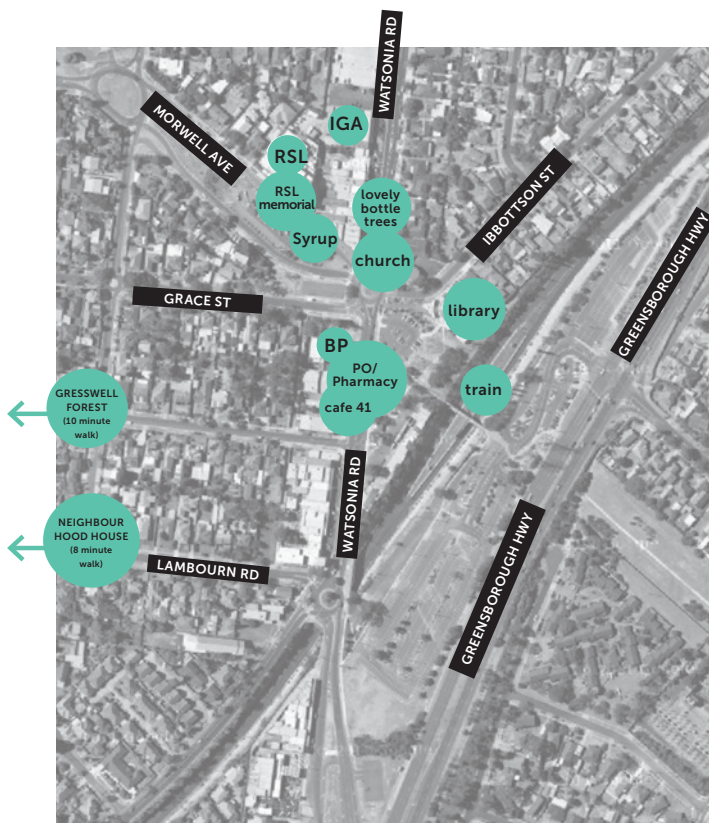 WATSONIA RD
MORWELL AVE
IGA
RSL
RSL
memorial
lovely
bottle
trees
IBBOTTSON ST
Syrup
church
GREENSBOROUGH HWY
GRACE ST
library
BP
PO/
Pharmacy
train
cafe 41
GRESSWELL
FOREST
(10 minute
walk)
WATSONIA RD
NEIGHBOUR
HOOD HOUSE
(8 minute
walk)
LAMBOURN RD
GREENSBOROUGH HWY